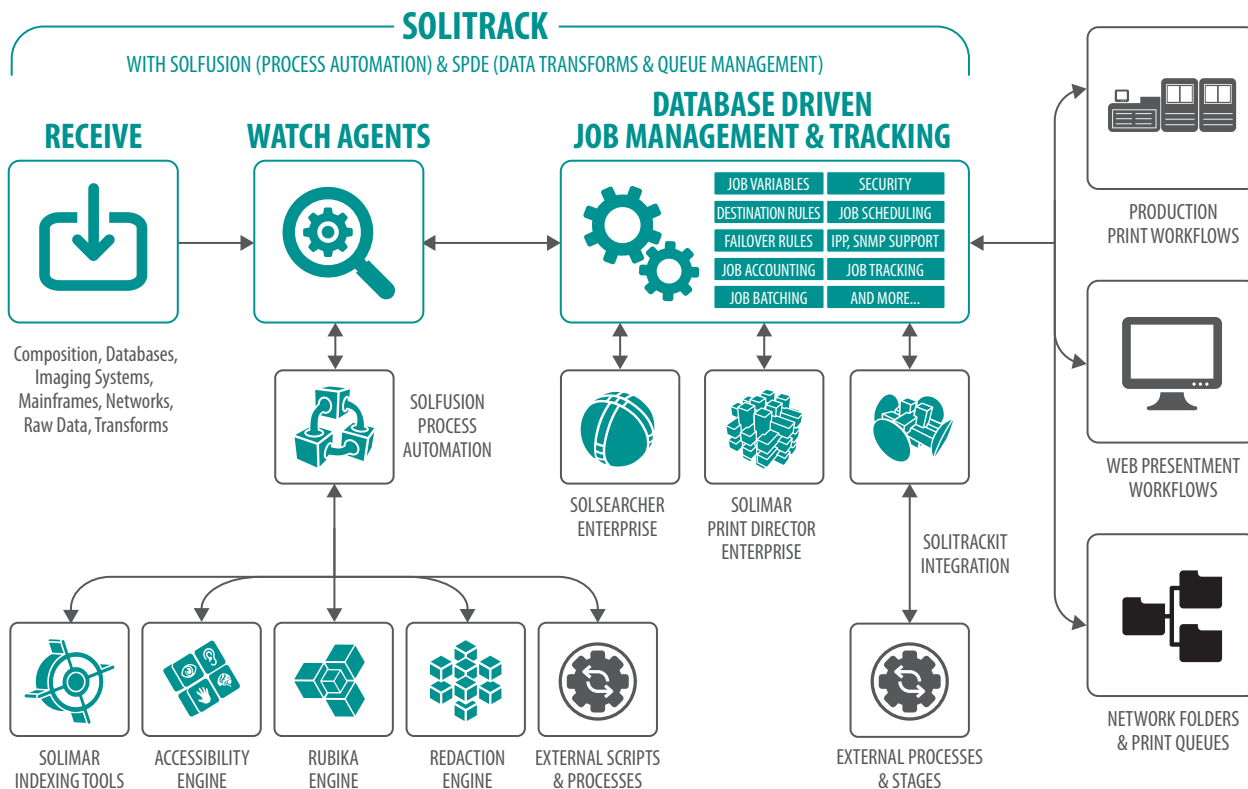 SOLITRACK
WITH SOLFUSION (PROCESS AUTOMATION) & SPDE (DATA TRANSFORMS & QUEUE MANAGEMENT)
RECEIVE
Composition, Databases,
Imaging Systems,
Mainframes, Networks,
Raw Data, Transforms
WATCH AGENTS
DATABASE DRIVEN
JOB MANAGEMENT & TRACKING
JOB VARIABLES
SECURITY
DESTINATION RULES
JOB SCHEDULING
FAILOVER RULES
IPP, SNMP SUPPORT
JOB ACCOUNTING
JOB TRACKING
JOB BATCHING
AND MORE...
SOLFUSION
PROCESS
AUTOMATION
SOLSEARCHER
ENTERPRISE
SOLIMAR
PRINT DIRECTOR
ENTERPRISE
SOLITRACKIT
INTEGRATION
PRODUCTION
PRINT WORKFLOWS
WEB PRESENTMENT
WORKFLOWS
NETWORK FOLDERS
& PRINT QUEUES
SOLIMAR
INDEXING TOOLS
ACCESSIBILITY
ENGINE
RUBIKA
ENGINE
REDACTION
ENGINE
EXTERNAL SCRIPTS
& PROCESSES
EXTERNAL PROCESSES
& STAGES